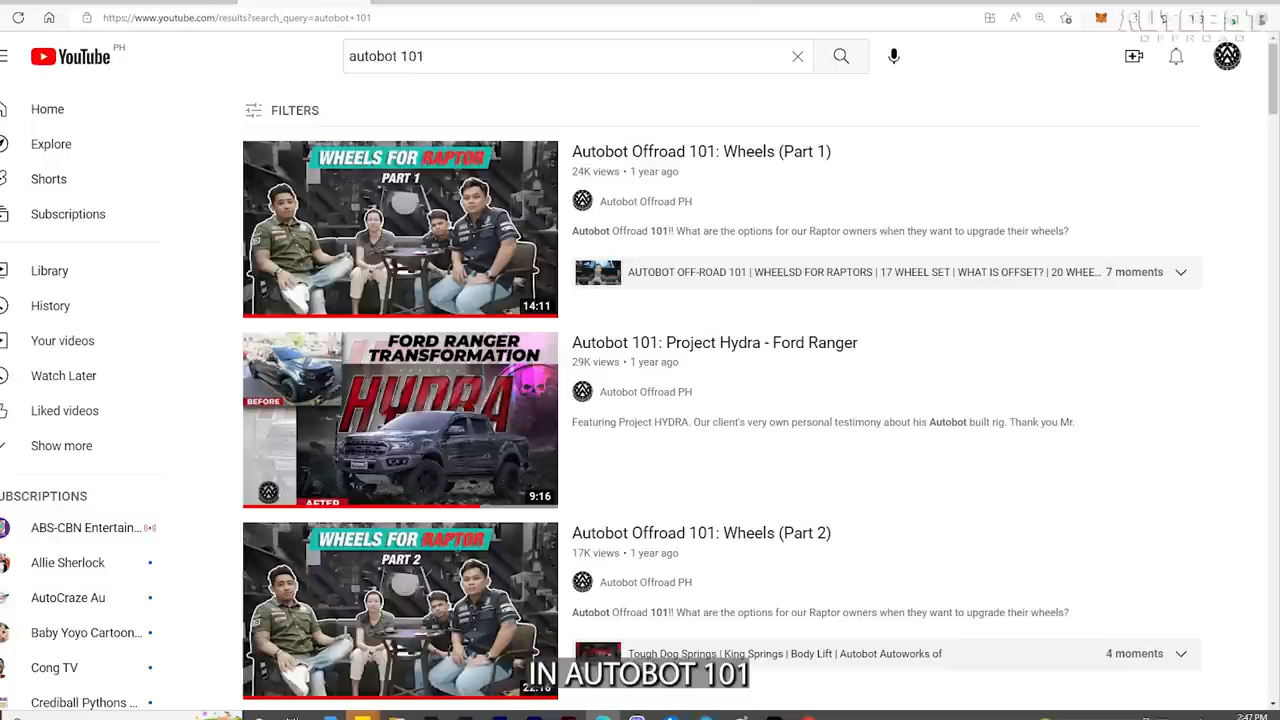 https://www.youtube.com/results?search_query=autobot+101
YouTube PH
autobot 101
FILTERS
Home
Explore
Shorts
Subscriptions
Library
History
Your videos
Watch Later
Liked videos
Show more
UBSCRIPTIONS
ABS-CBN Entertain...
Allie Sherlock
AutoCraze Au
Baby Yoyo Cartoon...
Cong TV
Crediball Pythons ...
WHEELS FOR RAPTOR
PART 1
14:11
Autobot Offroad 101: Wheels (Part 1)
24K views • 1 year ago
Autobot Offroad PH
Autobot Offroad 101!! What are the options for our Raptor owners when they want to upgrade their wheels?
AUTOBOT OFF-ROAD 101 | WHEELSD FOR RAPTORS | 17 WHEEL SET | WHAT IS OFFSET? | 20 WHEE... 7 moments
FORD RANGER
TRANSFORMATION
HYDRA
BEFORE
AFTER
9:16
Autobot 101: Project Hydra - Ford Ranger
29K views • 1 year ago
Autobot Offroad PH
Featuring Project HYDRA. Our client's very own personal testimony about his Autobot built rig. Thank you Mr.
WHEELS FOR RAPTOR
PART 2
22:16
Autobot Offroad 101: Wheels (Part 2)
17K views • 1 year ago
Autobot Offroad PH
Autobot Offroad 101!! What are the options for our Raptor owners when they want to upgrade their wheels?
Tough Dog Springs | King Springs | Body Lift | Autobot Autoworks of 4 moments
IN AUTOBOT 101
2:47 PM